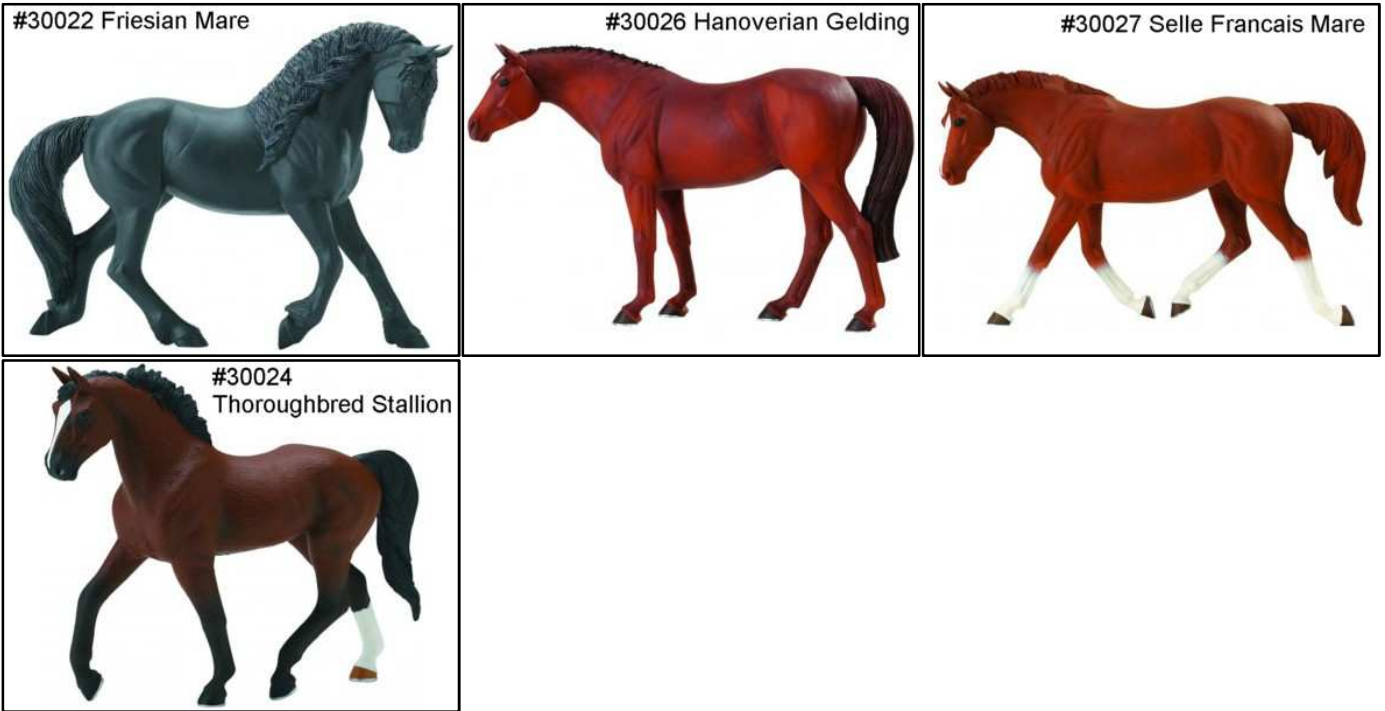 #30022 Friesian Mare
#30026 Hanoverian Gelding
#30027 Selle Francais Mare
#30024
Thoroughbred Stallion